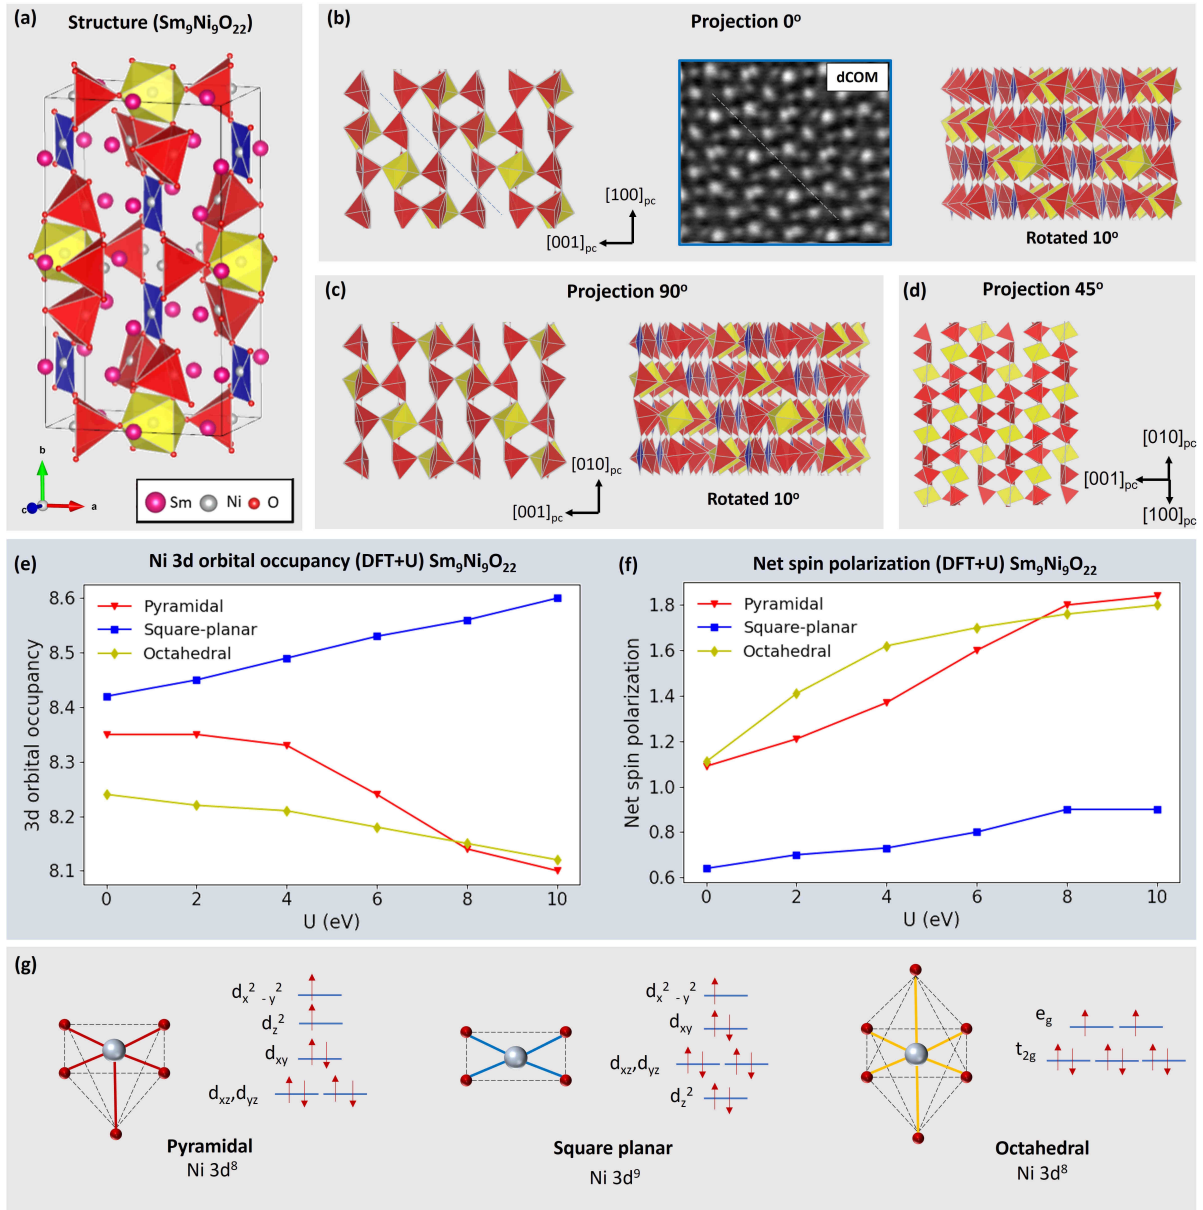 (a) Structure (Sm₉Ni₉O₂₂)
b
c
a
Sm Ni O
(b) Projection 0º
dCOM
[100]pc
[001]pc
Rotated 10º
(c) Projection 90º
[010]pc
[001]pc
Rotated 10º
(d) Projection 45º
[010]pc
[001]pc
[100]pc
(e) Ni 3d orbital occupancy (DFT+U) Sm₉Ni₉O₂₂
3d orbital occupancy
8.6
8.5
8.4
8.3
8.2
8.1
Pyramidal
Square-planar
Octahedral
0 2 4 6 8 10
U (eV)
(f) Net spin polarization (DFT+U) Sm₉Ni₉O₂₂
Net spin polarization
1.8
1.6
1.4
1.2
1.0
0.8
0.6
Pyramidal
Square-planar
Octahedral
0 2 4 6 8 10
U (eV)
(g)
dx² - y²
dz²
dxy
dxz,dyz
Pyramidal
Ni 3d⁸
dx² - y²
dxy
dxz,dyz
dz²
Square planar
Ni 3d⁹
eg
t2g
Octahedral
Ni 3d⁸